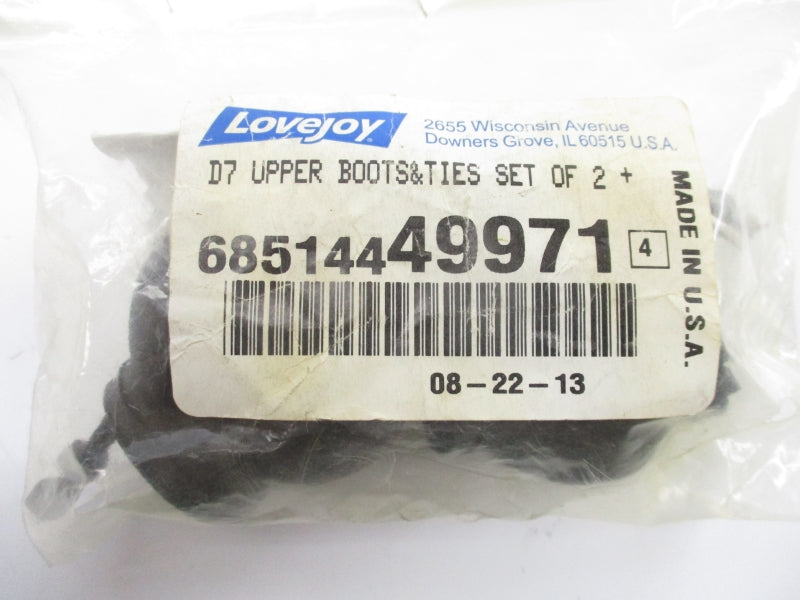 Lovejoy
2655 Wisconsin Avenue
Downers Grove, IL 60515 U.S.A.
D7 UPPER BOOTS&TIES SET OF 2 +
68514449971 4
08-22-13
MADE IN U.S.A.